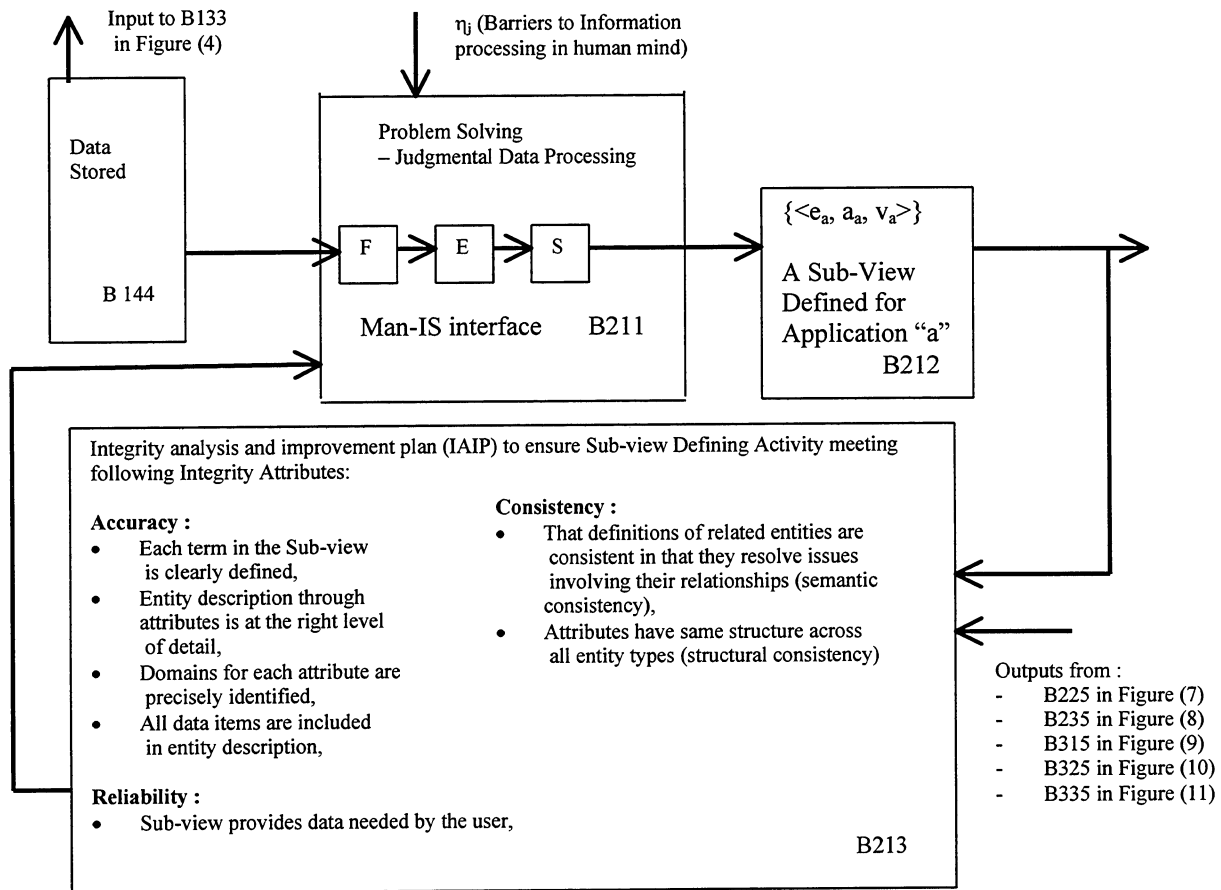 Input to B133
in Figure (4)
ηj (Barriers to Information
processing in human mind)
Data
Stored
B 144
Problem Solving
– Judgmental Data Processing
F
E
S
Man-IS interface B211
{<ea, aa, va>}
A Sub-View
Defined for
Application “a”
B212
Integrity analysis and improvement plan (IAIP) to ensure Sub-view Defining Activity meeting
following Integrity Attributes:
Accuracy :
• Each term in the Sub-view
is clearly defined,
• Entity description through
attributes is at the right level
of detail,
• Domains for each attribute are
precisely identified,
• All data items are included
in entity description,
Reliability :
• Sub-view provides data needed by the user,
Consistency :
• That definitions of related entities are
consistent in that they resolve issues
involving their relationships (semantic
consistency),
• Attributes have same structure across
all entity types (structural consistency)
B213
Outputs from :
- B225 in Figure (7)
- B235 in Figure (8)
- B315 in Figure (9)
- B325 in Figure (10)
- B335 in Figure (11)